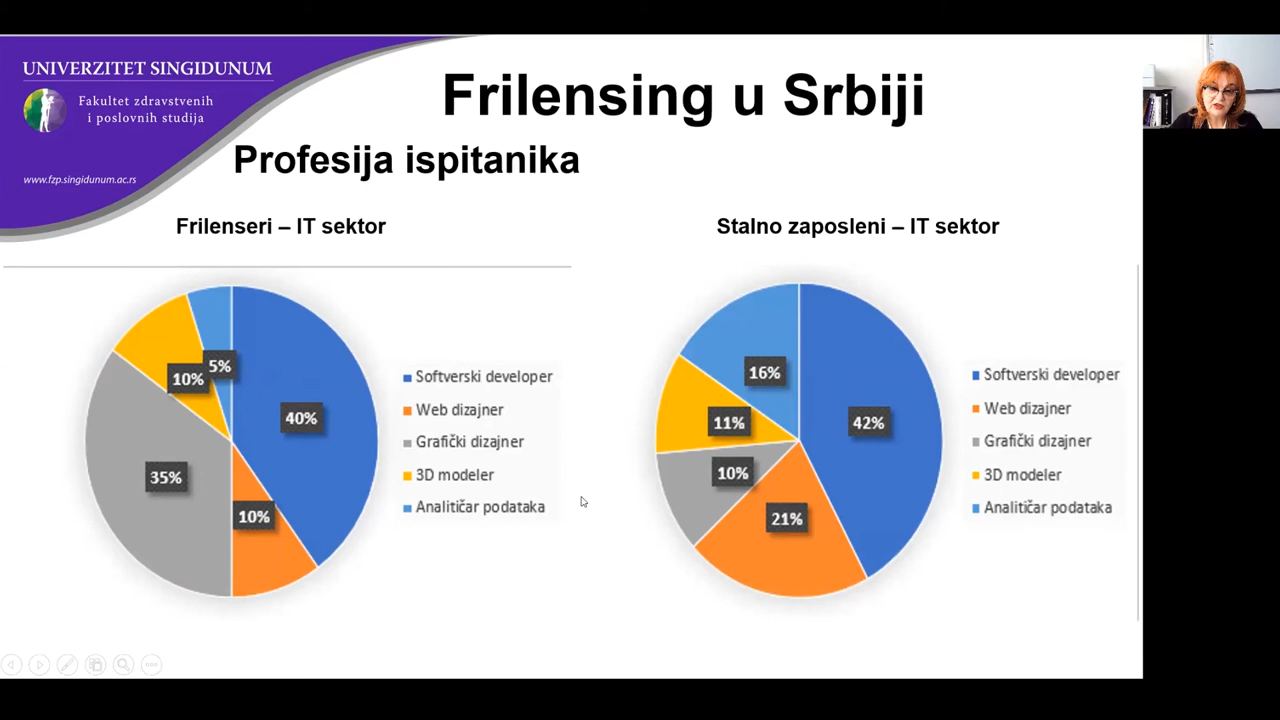 UNIVERZITET SINGIDUNUM
Fakultet zdravstvenih
i poslovnih studija
www.fzp.singidunum.ac.rs
Frilensing u Srbiji
Profesija ispitanika
Frilenseri – IT sektor
5%
10%
40%
35%
10%
Softverski developer
Web dizajner
Grafički dizajner
3D modeler
Analitičar podataka
Stalno zaposleni – IT sektor
16%
11%
42%
10%
21%
Softverski developer
Web dizajner
Grafički dizajner
3D modeler
Analitičar podataka